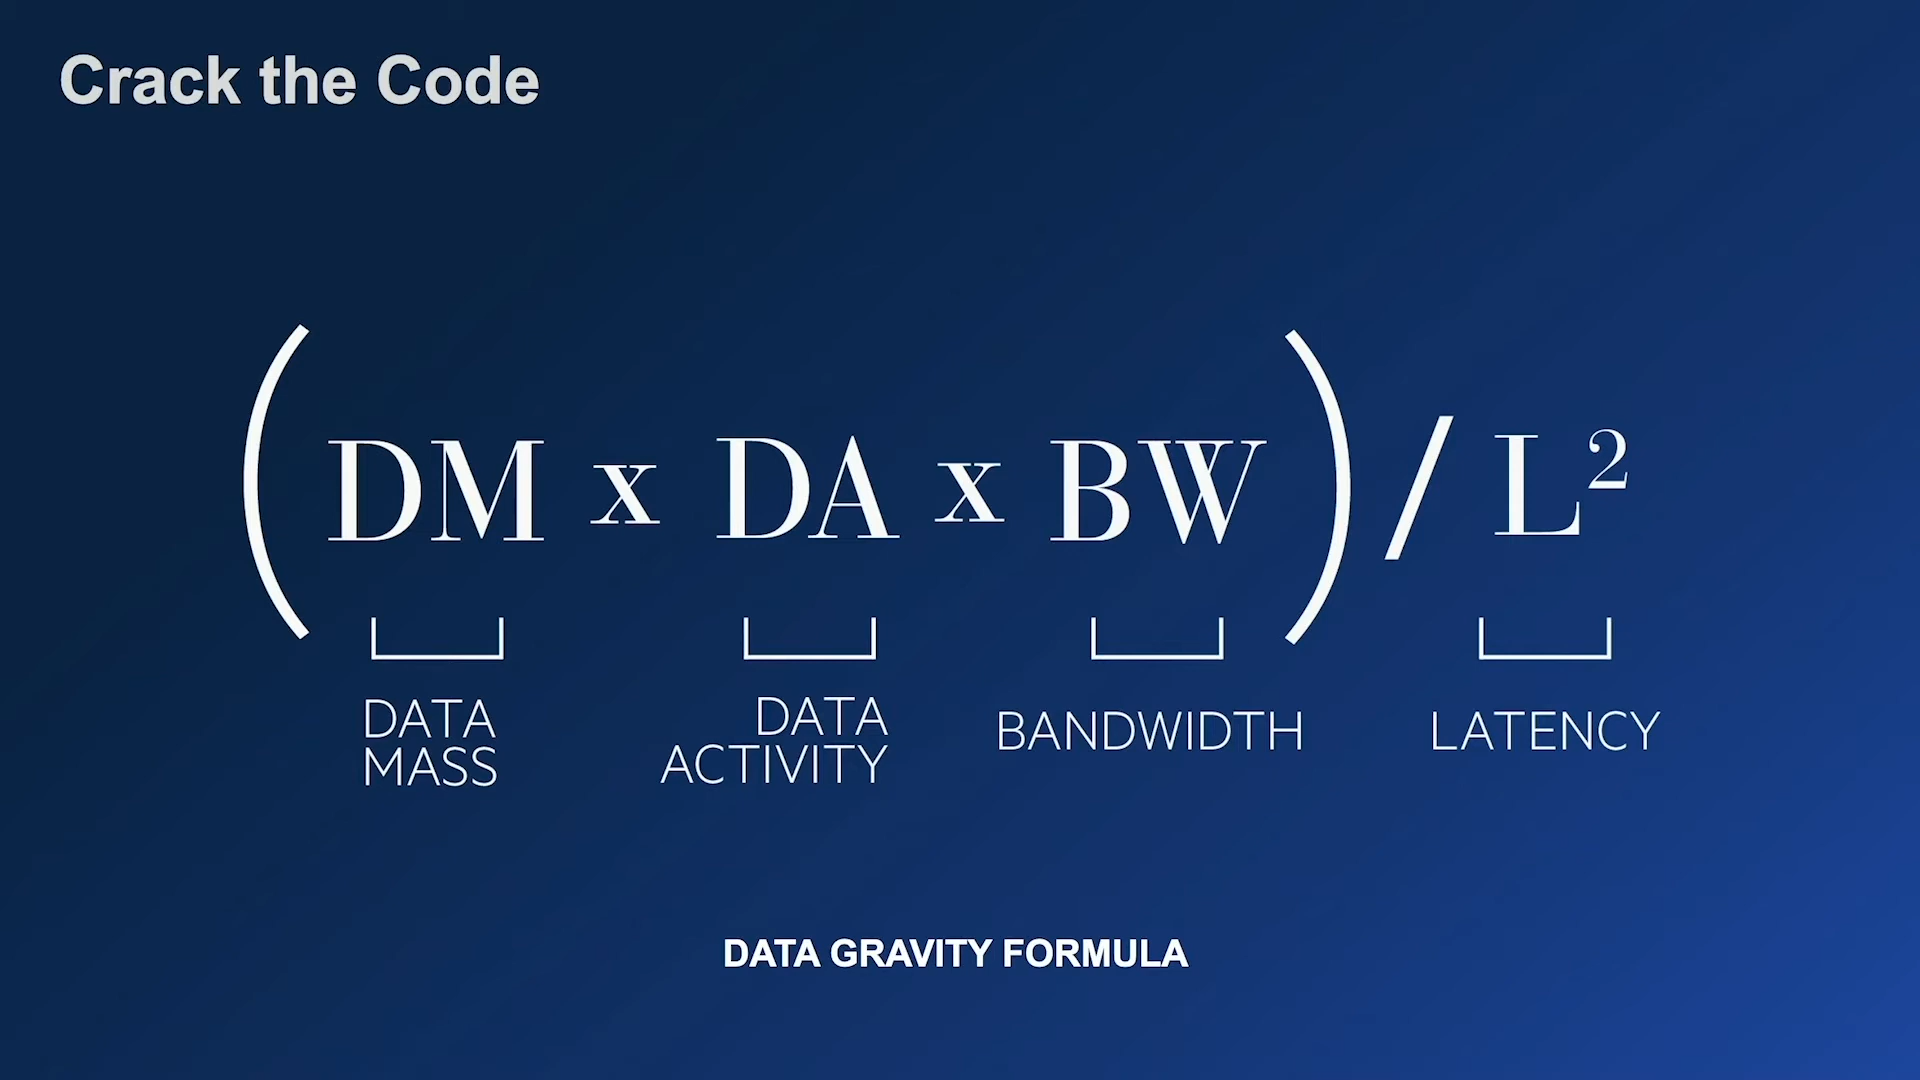 Crack the Code
(DM x DA x BW) / L²
DATA MASS
DATA ACTIVITY
BANDWIDTH
LATENCY
DATA GRAVITY FORMULA